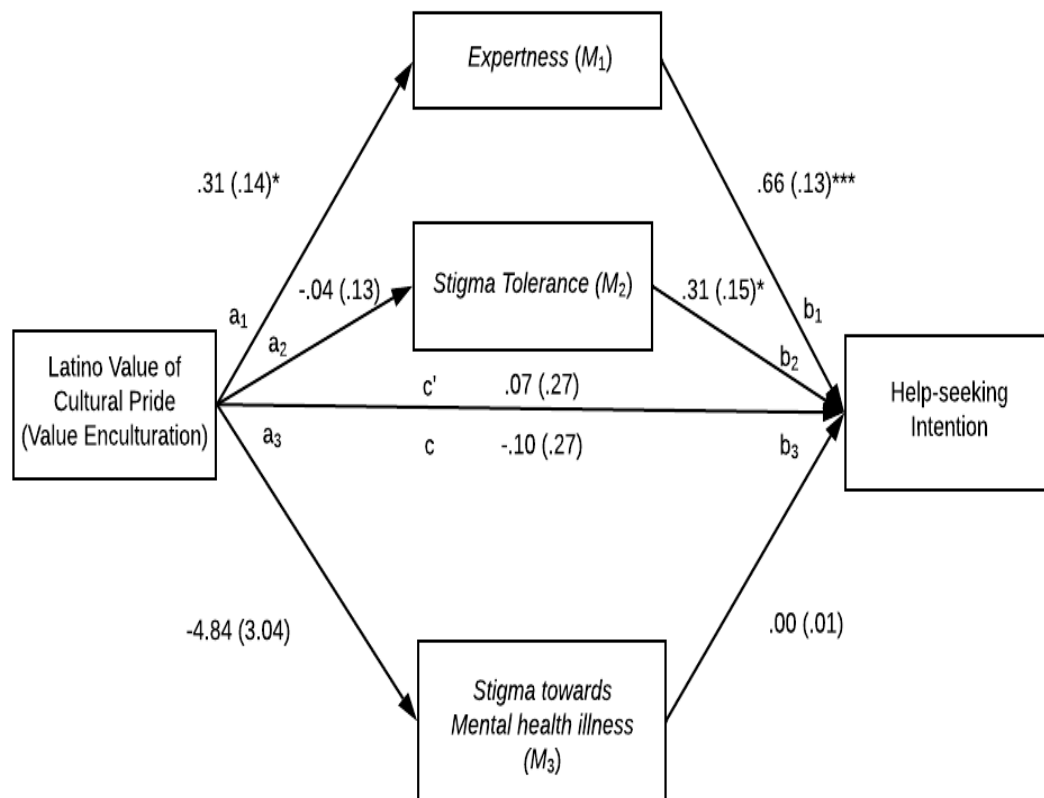 Expertness (M₁)
.31 (.14)*
.66 (.13)***
Stigma Tolerance (M₂)
-.04 (.13)
.31 (.15)*
a₁
b₁
a₂
b₂
Latino Value of
Cultural Pride
(Value Enculturation)
c' .07 (.27)
Help-seeking
Intention
a₃
c -.10 (.27)
b₃
-4.84 (3.04)
.00 (.01)
Stigma towards
Mental health illness
(M₃)